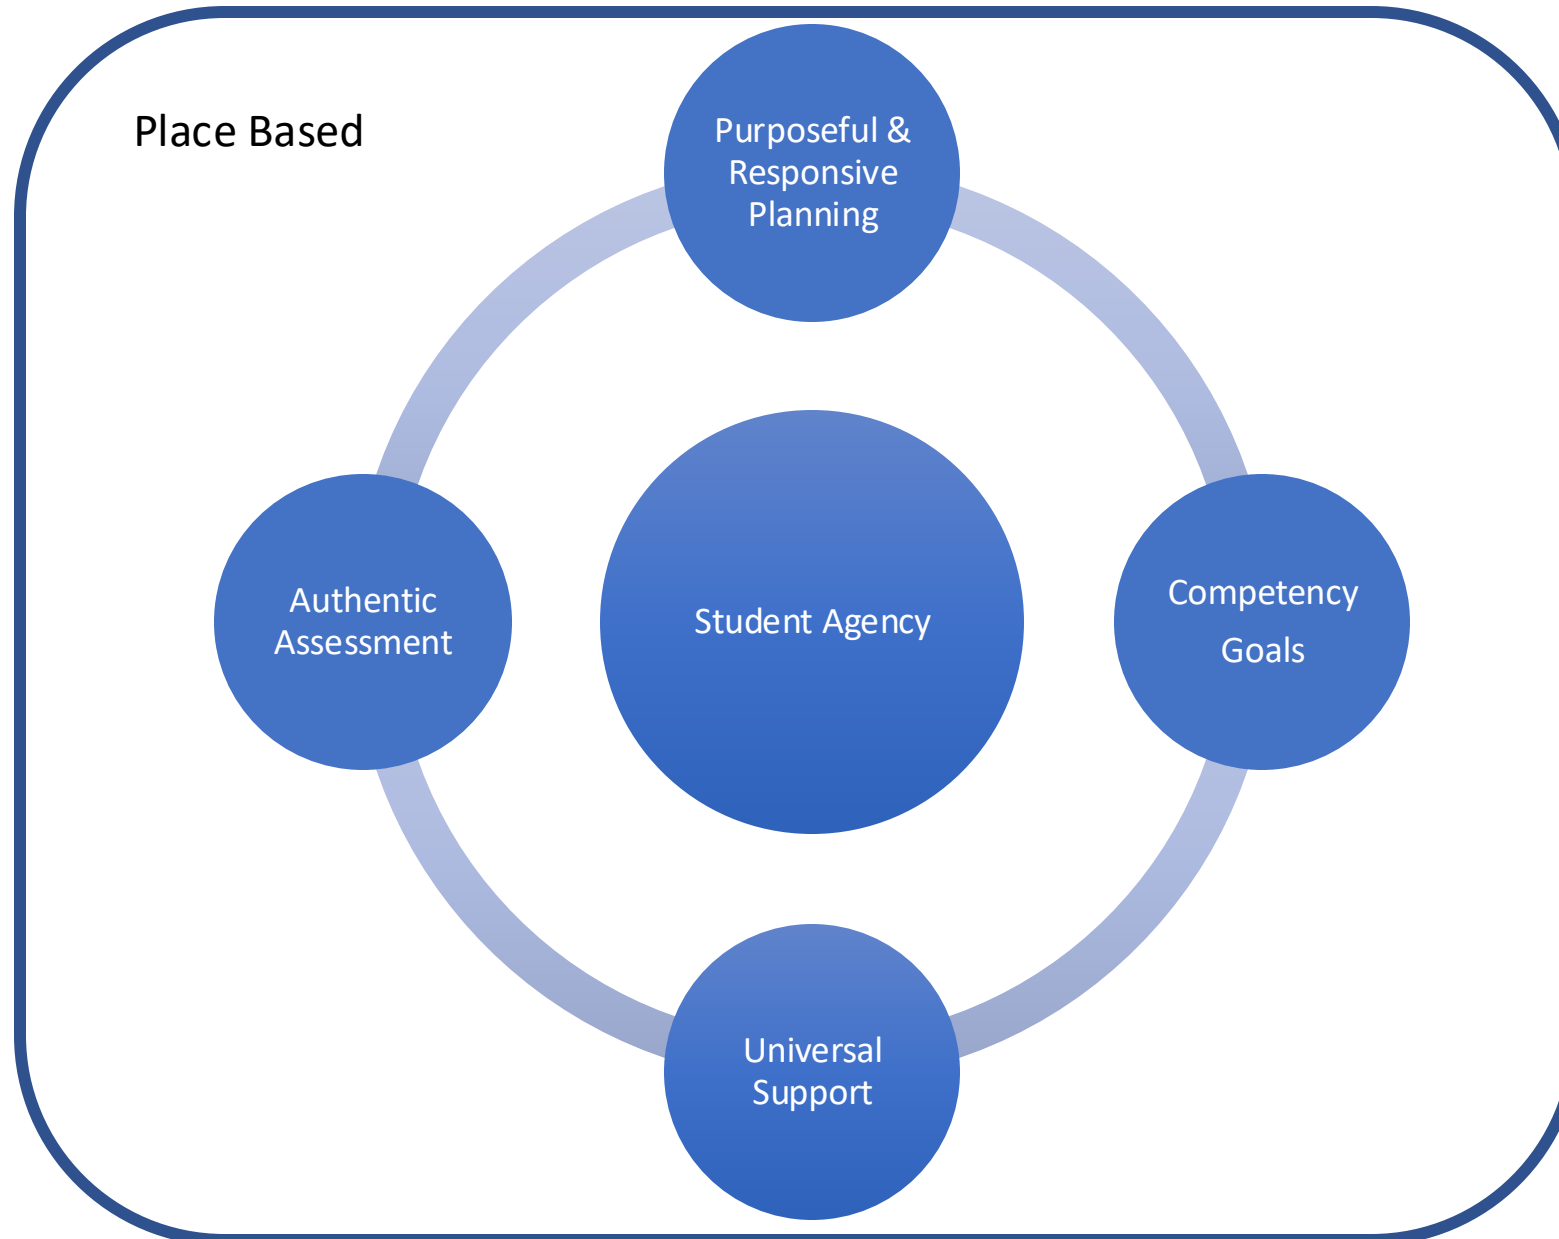 Place Based
Purposeful &
Responsive
Planning
Authentic
Assessment
Student Agency
Competency
Goals
Universal
Support